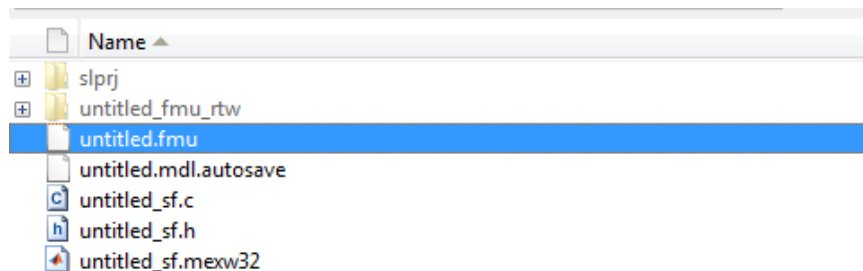 Name
slprj
untitled_fmu_rtw
untitled.fmu
untitled.mdl.autosave
untitled_sf.c
untitled_sf.h
untitled_sf.mexw32